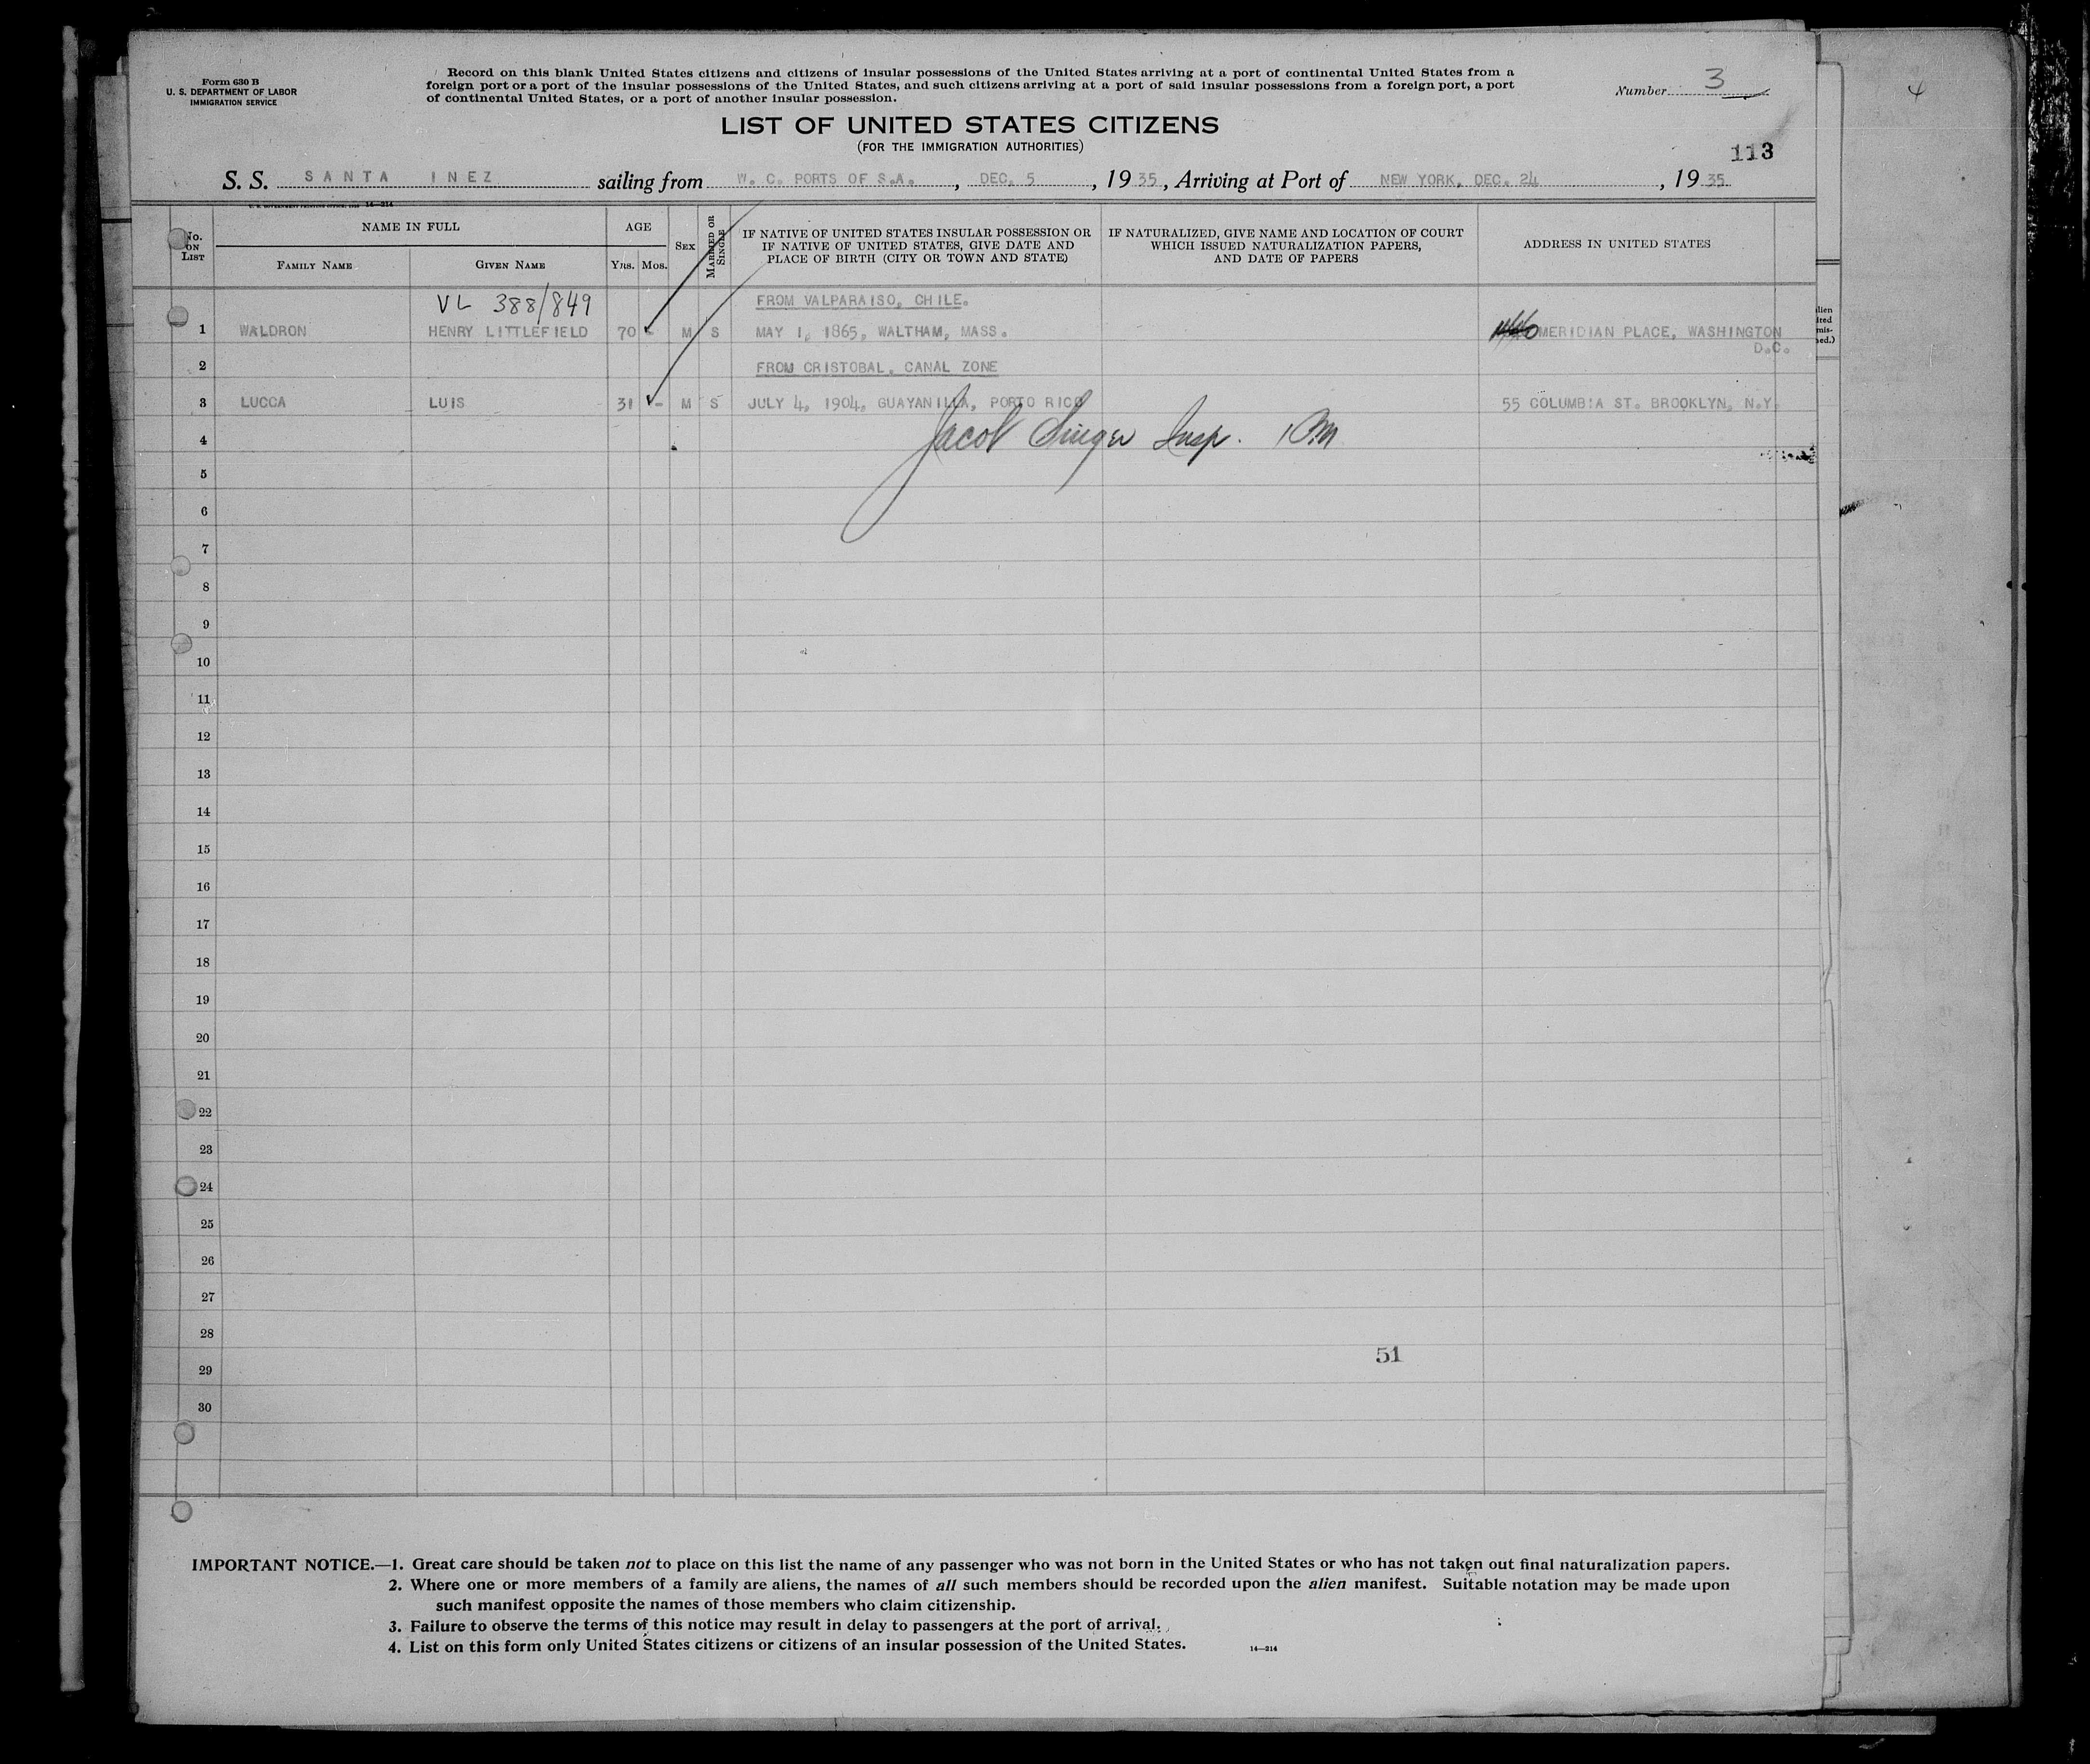 Form 630 B
U. S. DEPARTMENT OF LABOR
IMMIGRATION SERVICE
Record on this blank United States citizens and citizens of insular possessions of the United States arriving at a port of continental United States from a
foreign port or a port of the insular possessions of the United States, and such citizens arriving at a port of said insular possessions from a foreign port, a port
of continental United States, or a port of another insular possession.
Number 3
4
LIST OF UNITED STATES CITIZENS
(FOR THE IMMIGRATION AUTHORITIES)
113
S. S. SANTA INEZ sailing from W. C. PORTS OF S.A., DEC. 5, 1935, Arriving at Port of NEW YORK, DEC. 24, 1935
14—214
No. ON LIST
NAME IN FULL
FAMILY NAME
GIVEN NAME
AGE
YRS. MOS.
SEX
MARRIED OR SINGLE
IF NATIVE OF UNITED STATES INSULAR POSSESSION OR
IF NATIVE OF UNITED STATES, GIVE DATE AND
PLACE OF BIRTH (CITY OR TOWN AND STATE)
IF NATURALIZED, GIVE NAME AND LOCATION OF COURT
WHICH ISSUED NATURALIZATION PAPERS,
AND DATE OF PAPERS
ADDRESS IN UNITED STATES
VL 388/849
FROM VALPARAISO, CHILE.
1 WALDRON HENRY LITTLEFIELD 70 - M S MAY 1, 1865, WALTHAM, MASS. MERIDIAN PLACE, WASHINGTON
D.C.
2 FROM CRISTOBAL, CANAL ZONE
3 LUCCA LUIS 31 - M S JULY 4, 1904, GUAYANILLA, PORTO RICO 55 COLUMBIA ST. BROOKLYN, N.Y.
4 Jacob Singer Insp.
5
6
7
8
9
10
11
12
13
14
15
16
17
18
19
20
21
22
23
24
25
26
27
28
51
29
30
IMPORTANT NOTICE.—1. Great care should be taken not to place on this list the name of any passenger who was not born in the United States or who has not taken out final naturalization papers.
2. Where one or more members of a family are aliens, the names of all such members should be recorded upon the alien manifest. Suitable notation may be made upon
such manifest opposite the names of those members who claim citizenship.
3. Failure to observe the terms of this notice may result in delay to passengers at the port of arrival.
4. List on this form only United States citizens or citizens of an insular possession of the United States.
14—214